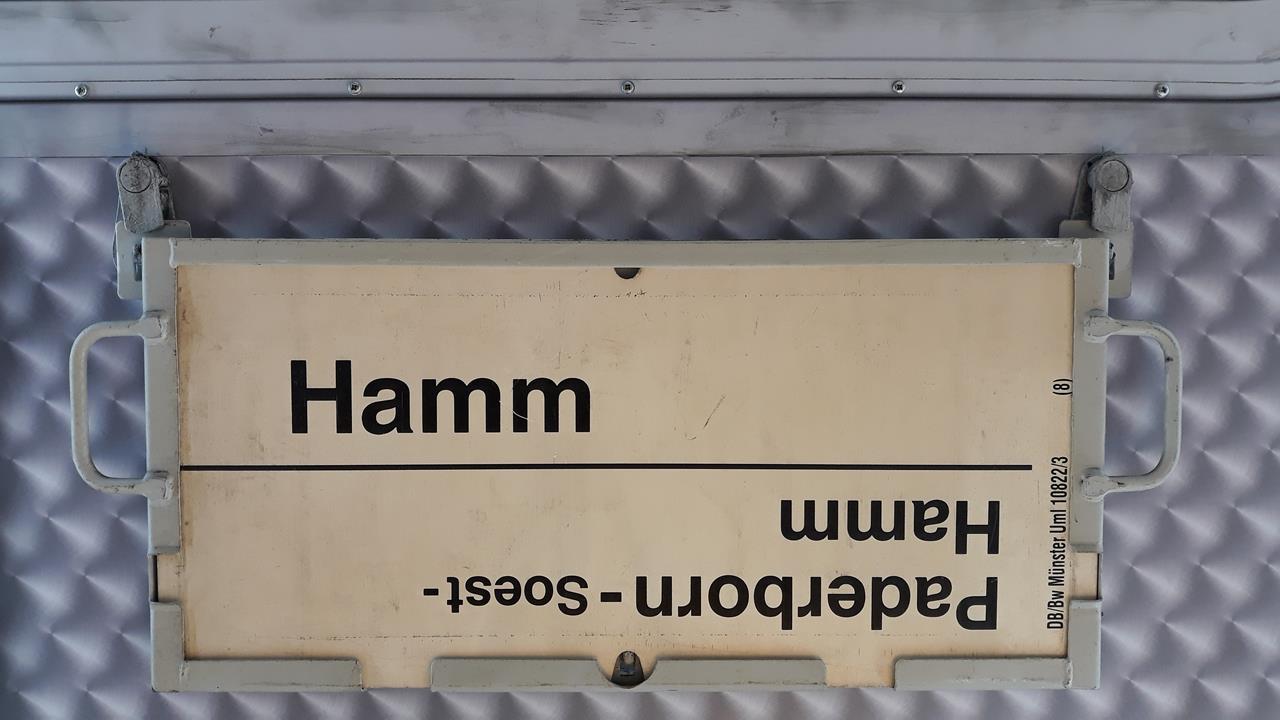 Hamm
Paderborn - Soest -
Hamm
DB/Bw Münster Uml 10822/3 (8)